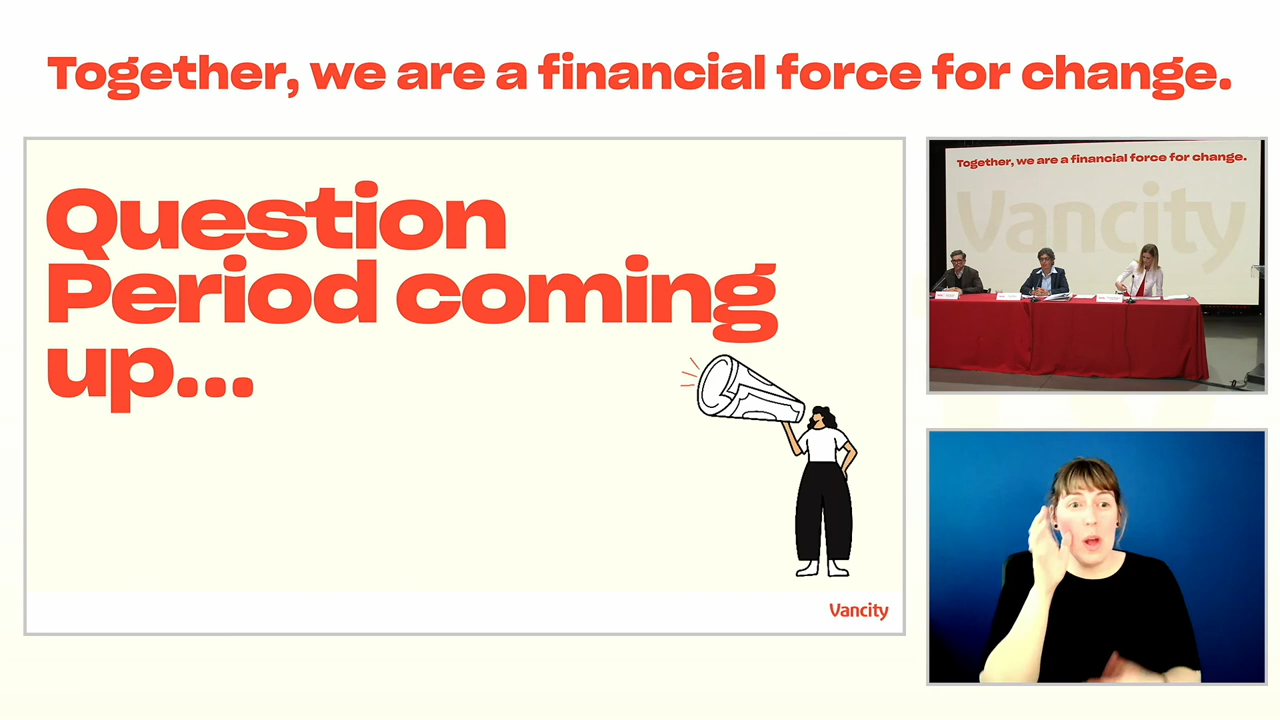 Together, we are a financial force for change.
Question
Period coming
up...
Vancity
Together, we are a financial force for change.
Vancity